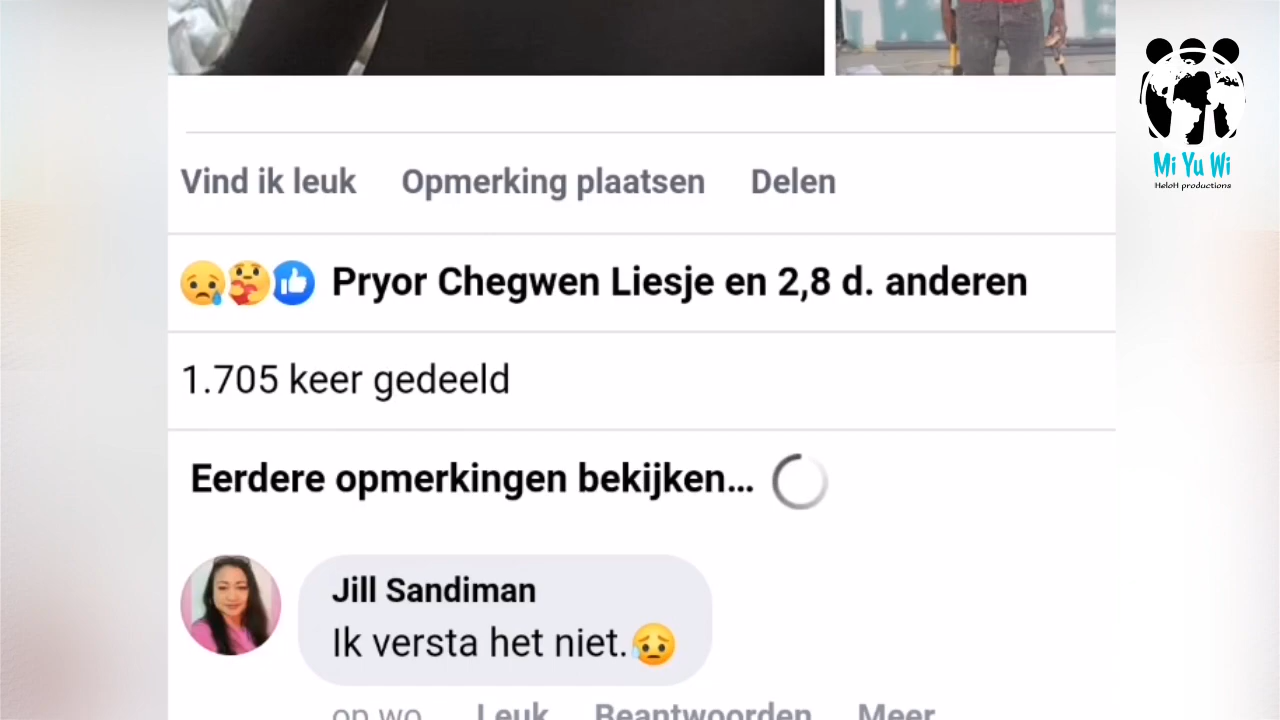 Mi Yu Wi
HeloH productions
Vind ik leuk Opmerking plaatsen Delen
Pryor Chegwen Liesje en 2,8 d. anderen
1.705 keer gedeeld
Eerdere opmerkingen bekijken...
Jill Sandiman
Ik versta het niet.😥
op wo Leuk Beantwoorden Meer